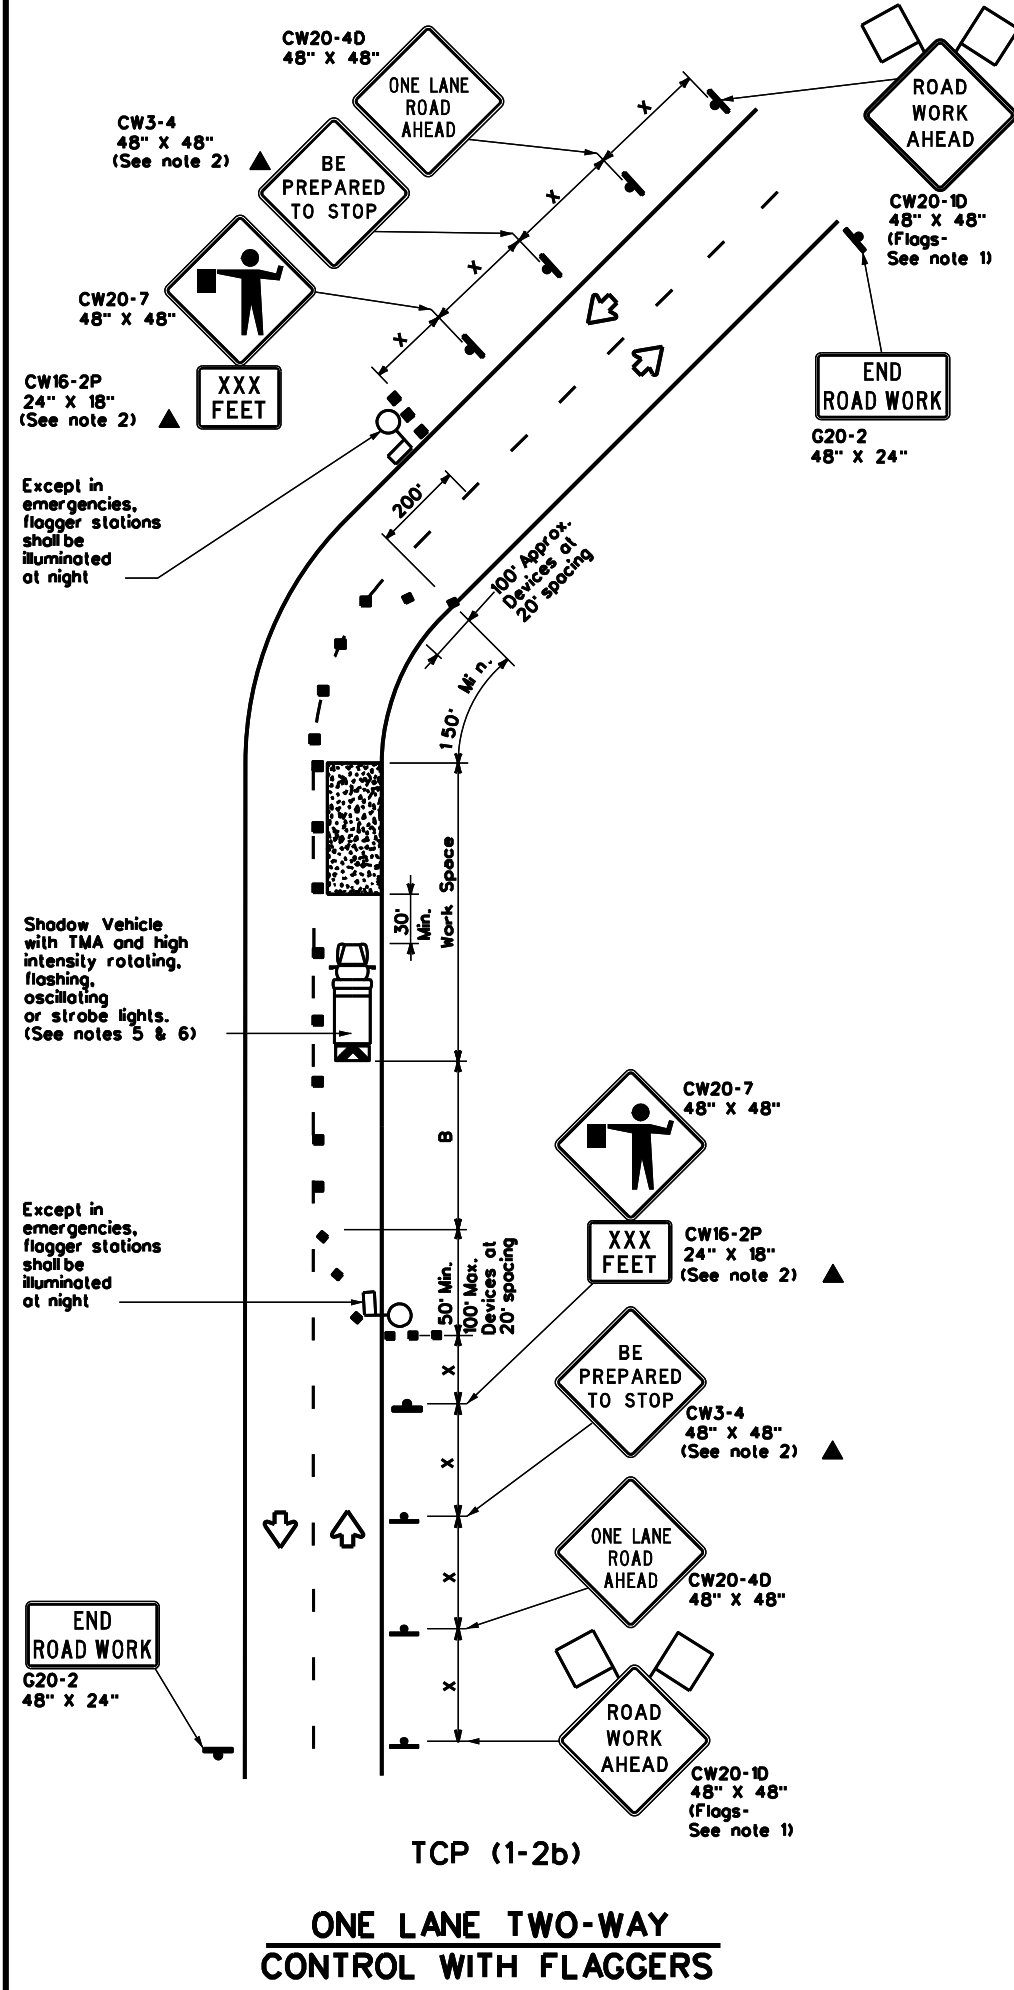 CW20-4D
48" X 48"
ONE LANE
ROAD
AHEAD
X
ROAD
WORK
AHEAD
CW20-1D
48" X 48"
(Flags-
See note 1)
CW3-4
48" X 48"
(See note 2)
BE
PREPARED
TO STOP
X
X
CW20-7
48" X 48"
X
CW16-2P
24" X 18"
(See note 2)
XXX
FEET
END
ROAD WORK
G20-2
48" X 24"
Except in
emergencies,
flagger stations
shall be
illuminated
at night
200'
100' Approx.
Devices at
20' spacing
150' Min.
Work Space
30'
Min.
Shadow Vehicle
with TMA and high
intensity rotating,
flashing,
oscillating
or strobe lights.
(See notes 5 & 6)
B
CW20-7
48" X 48"
XXX
FEET
CW16-2P
24" X 18"
(See note 2)
Except in
emergencies,
flagger stations
shall be
illuminated
at night
50' Min.
100' Max.
Devices at
20' spacing
X
BE
PREPARED
TO STOP
CW3-4
48" X 48"
(See note 2)
X
ONE LANE
ROAD
AHEAD
CW20-4D
48" X 48"
X
END
ROAD WORK
G20-2
48" X 24"
X
ROAD
WORK
AHEAD
CW20-1D
48" X 48"
(Flags-
See note 1)
TCP (1-2b)
ONE LANE TWO-WAY
CONTROL WITH FLAGGERS